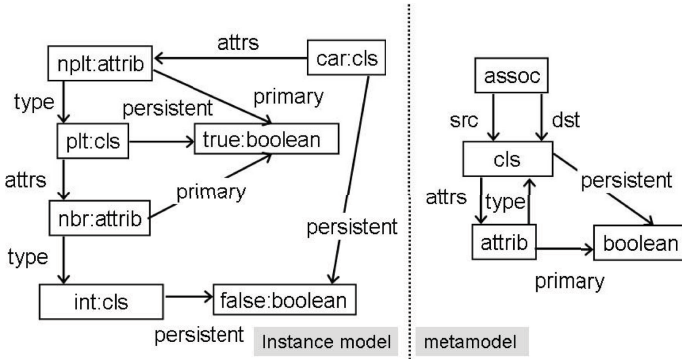 attrs
nplt:attrib
car:cls
assoc
type
persistent
primary
src
dst
plt:cls
true:boolean
cls
attrs
primary
attrs
type
persistent
nbr:attrib
persistent
attrib
boolean
type
primary
int:cls
false:boolean
persistent
Instance model
metamodel